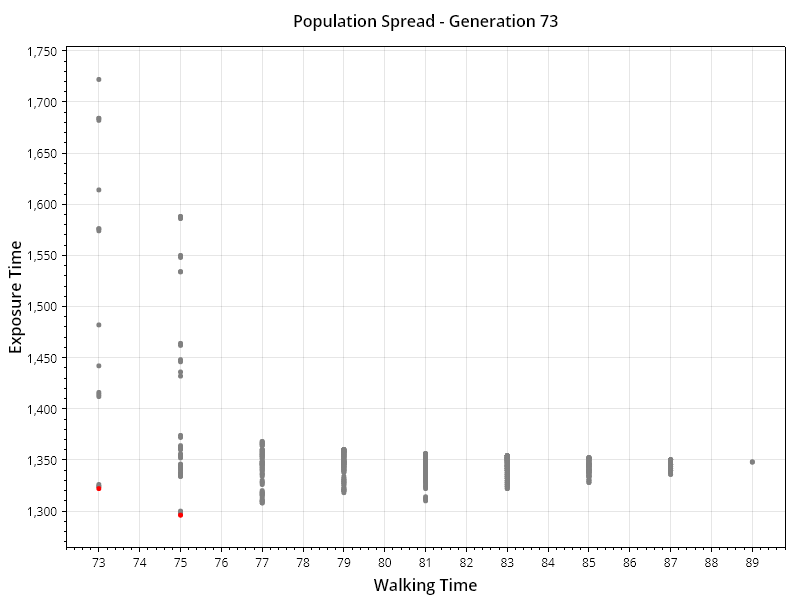 Population Spread - Generation 73
1,750
1,700
1,650
1,600
1,550
1,500
1,450
1,400
1,350
1,300
Exposure Time
73 74 75 76 77 78 79 80 81 82 83 84 85 86 87 88 89
Walking Time